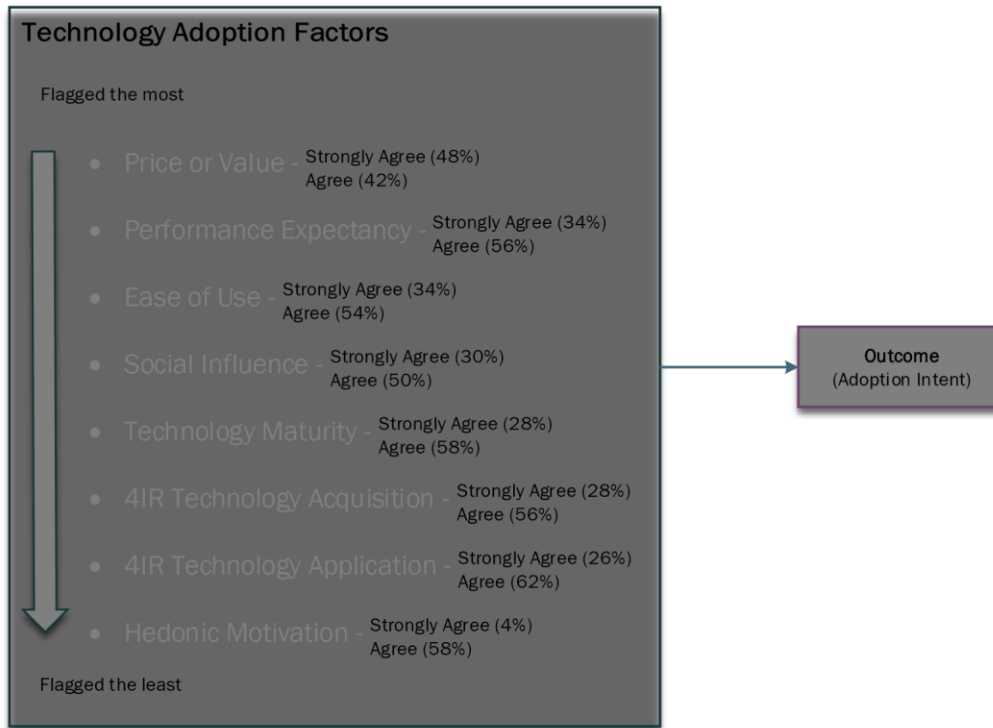 Technology Adoption Factors
Flagged the most
• Price or Value - Strongly Agree (48%)
Agree (42%)
• Performance Expectancy - Strongly Agree (34%)
Agree (56%)
• Ease of Use - Strongly Agree (34%)
Agree (54%)
• Social Influence - Strongly Agree (30%)
Agree (50%)
• Technology Maturity - Strongly Agree (28%)
Agree (58%)
• 4IR Technology Acquisition - Strongly Agree (28%)
Agree (56%)
• 4IR Technology Application - Strongly Agree (26%)
Agree (62%)
• Hedonic Motivation - Strongly Agree (4%)
Agree (58%)
Flagged the least
Outcome
(Adoption Intent)